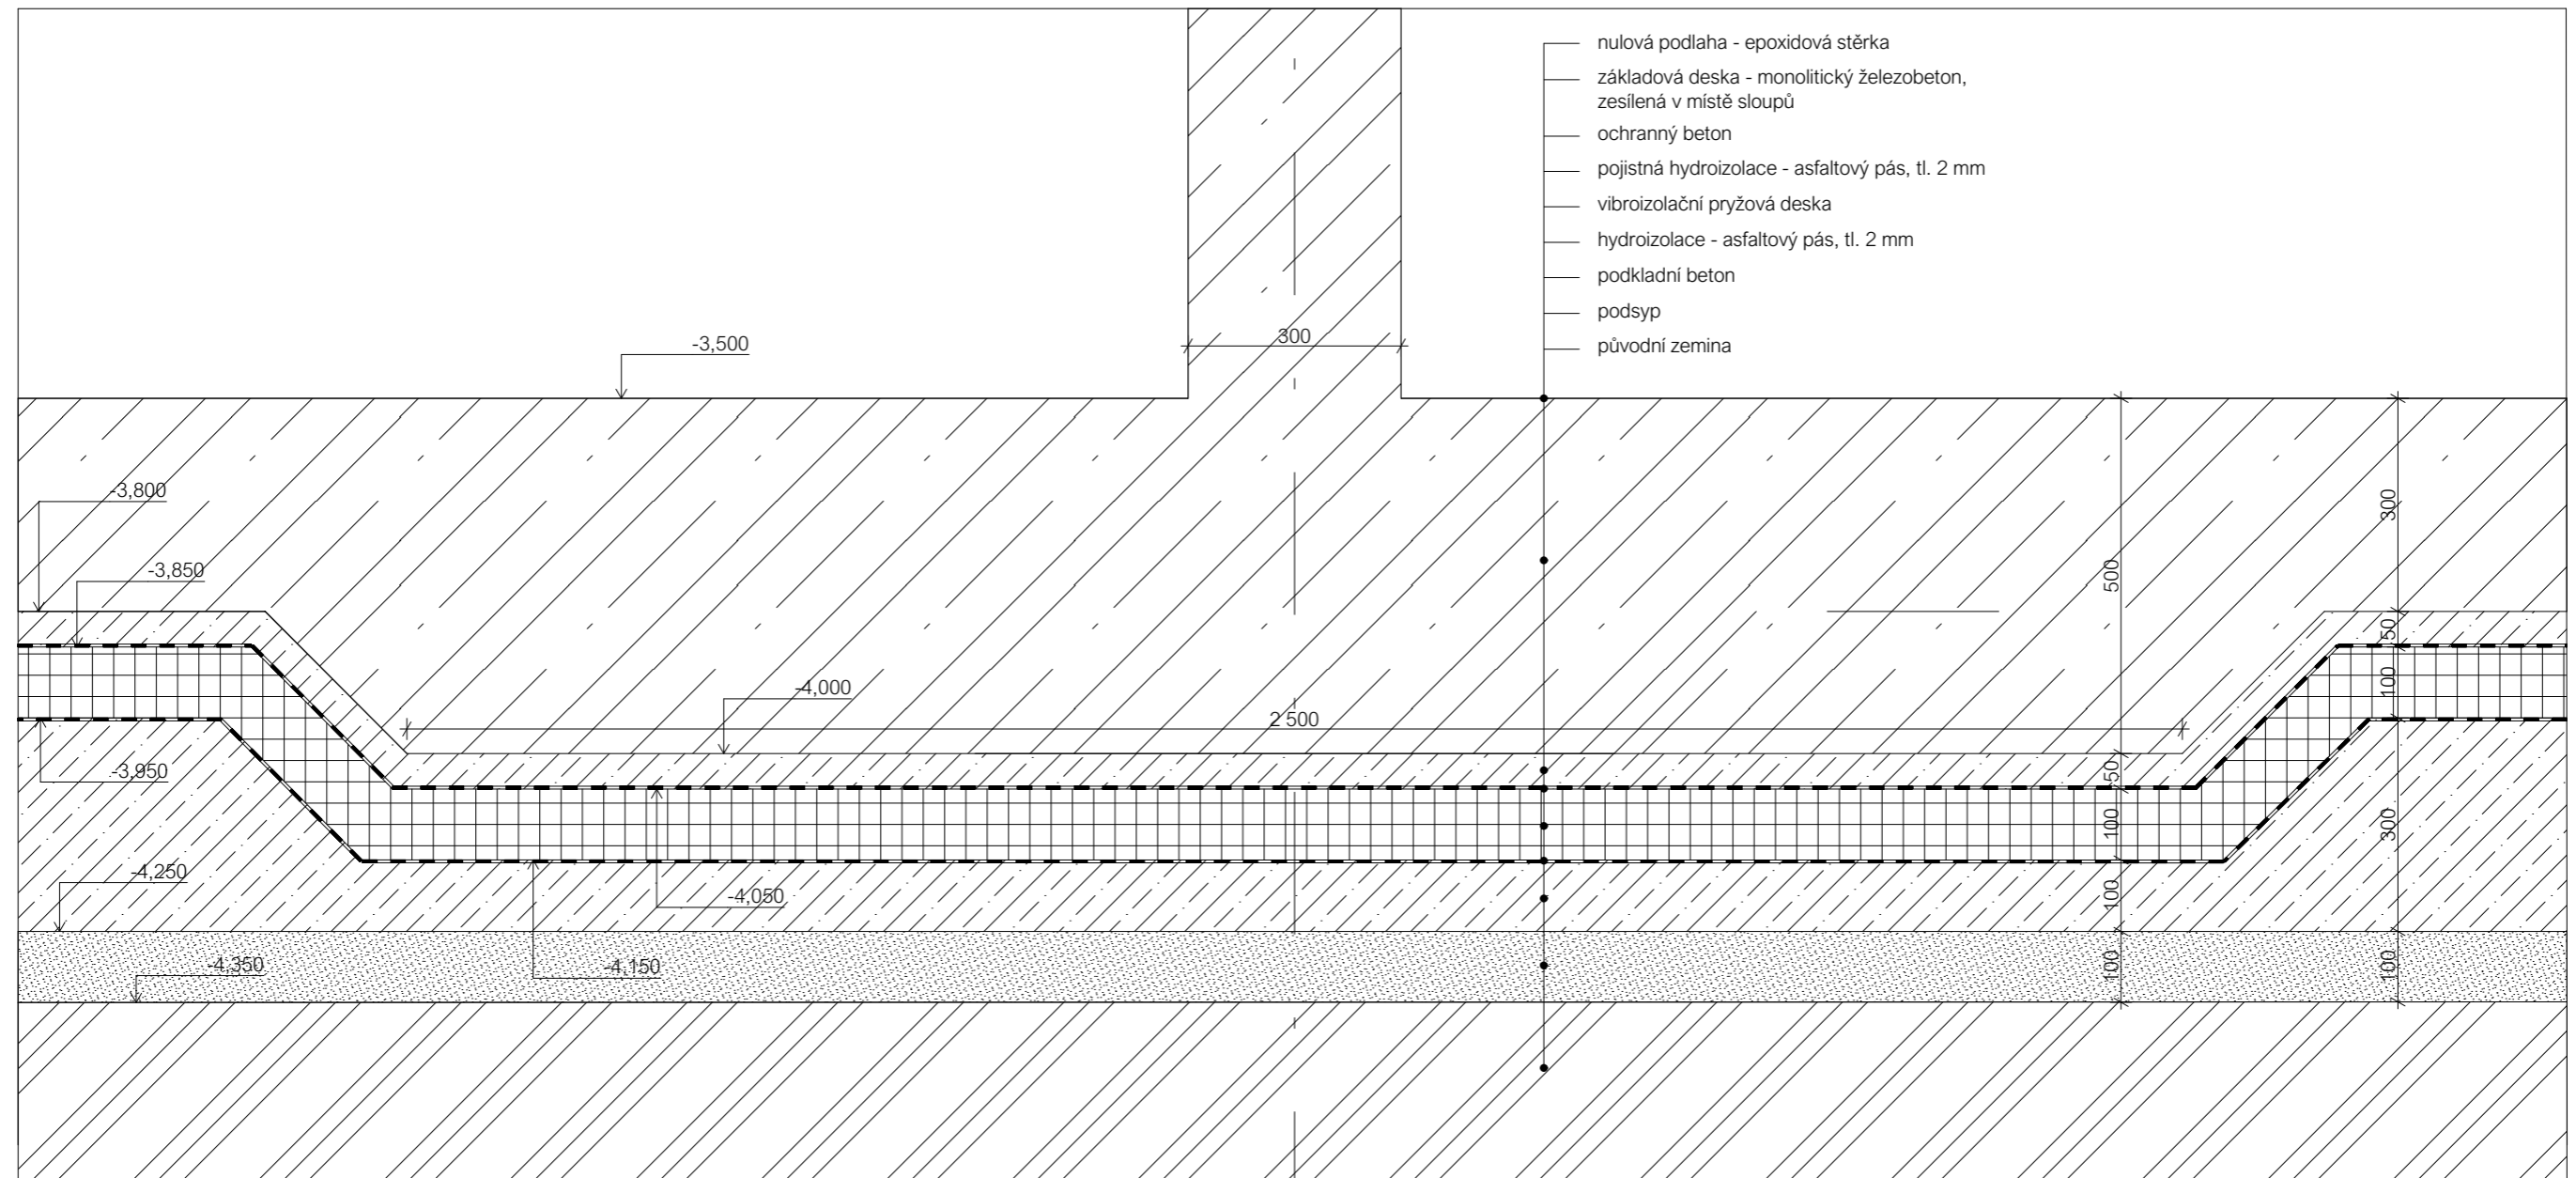 nulová podlaha - epoxidová stěrka
základová deska - monolitický železobeton,
zesílená v místě sloupů
ochranný beton
pojistná hydroizolace - asfaltový pás, tl. 2 mm
vibroizolační pryžová deska
hydroizolace - asfaltový pás, tl. 2 mm
podkladní beton
podsyp
původní zemina
-3,500
300
-3,800
-3,850
-4,000
2 500
-3,950
-4,250
-4,050
-4,350
-4,150
500
50
100
100
100
300
50
100
300
100